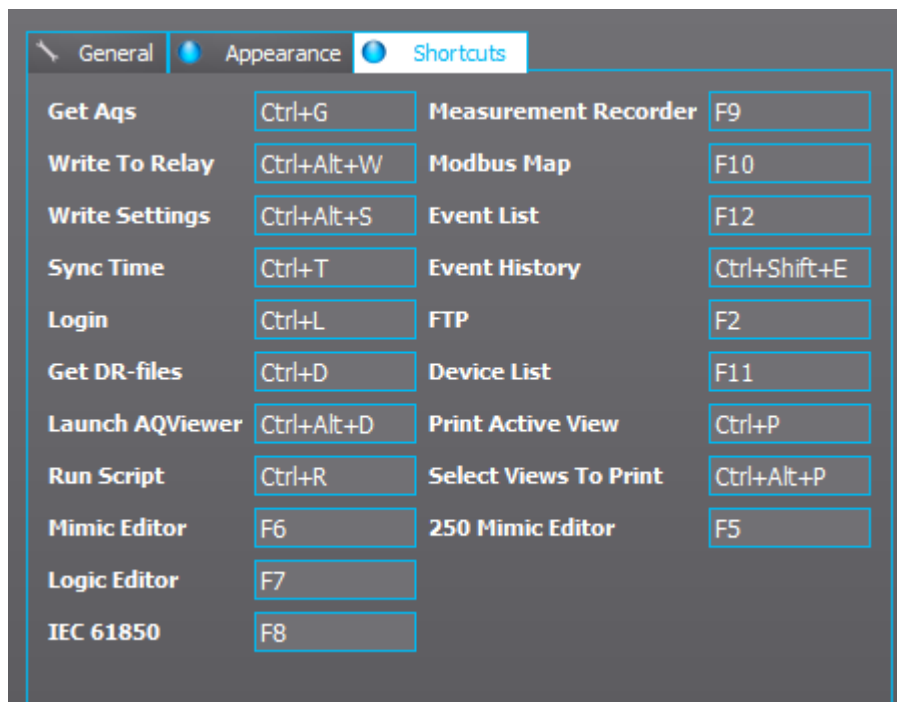 General Appearance Shortcuts
Get Aqs Ctrl+G Measurement Recorder F9
Write To Relay Ctrl+Alt+W Modbus Map F10
Write Settings Ctrl+Alt+S Event List F12
Sync Time Ctrl+T Event History Ctrl+Shift+E
Login Ctrl+L FTP F2
Get DR-files Ctrl+D Device List F11
Launch AQViewer Ctrl+Alt+D Print Active View Ctrl+P
Run Script Ctrl+R Select Views To Print Ctrl+Alt+P
Mimic Editor F6 250 Mimic Editor F5
Logic Editor F7
IEC 61850 F8